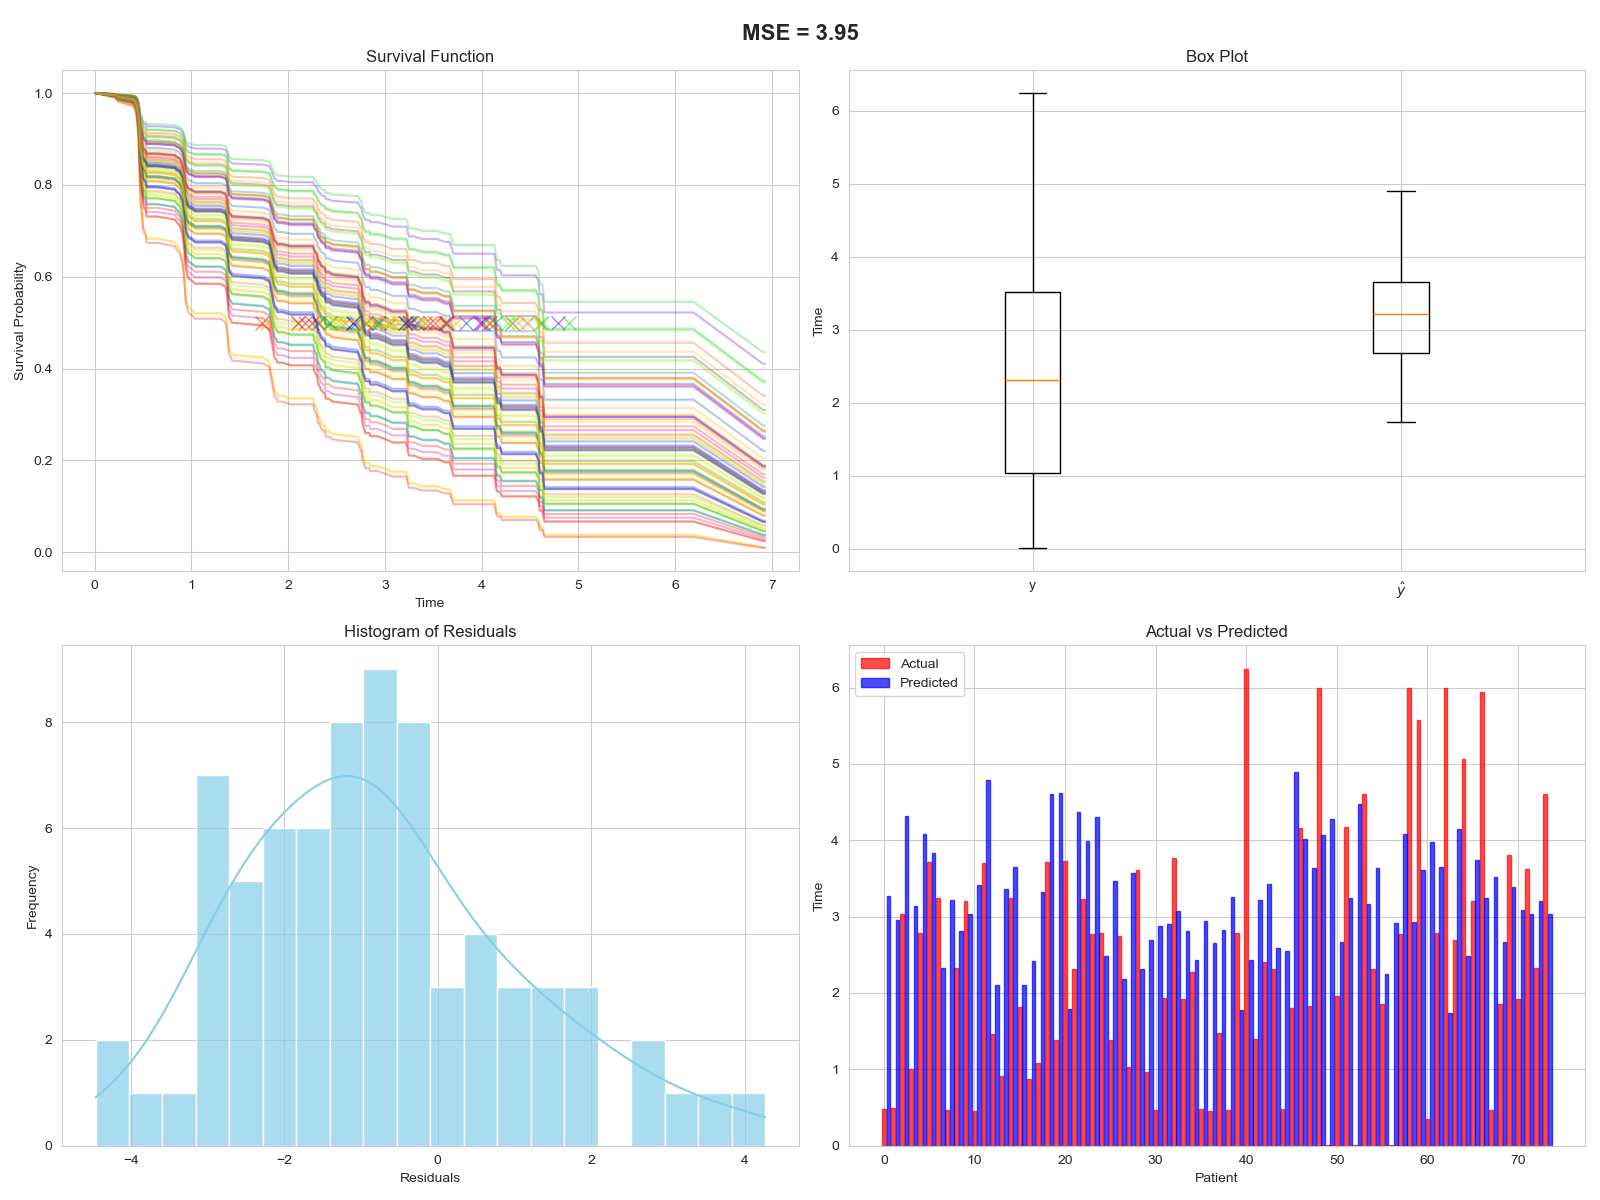 MSE = 3.95
Survival Function
Survival Probability
1.0
0.8
0.6
0.4
0.2
0.0
0 1 2 3 4 5 6 7
Time
Box Plot
Time
6
5
4
3
2
1
0
y ŷ
Histogram of Residuals
Frequency
8
6
4
2
0
−4 −2 0 2 4
Residuals
Actual vs Predicted
Actual
Predicted
Time
6
5
4
3
2
1
0
0 10 20 30 40 50 60 70
Patient